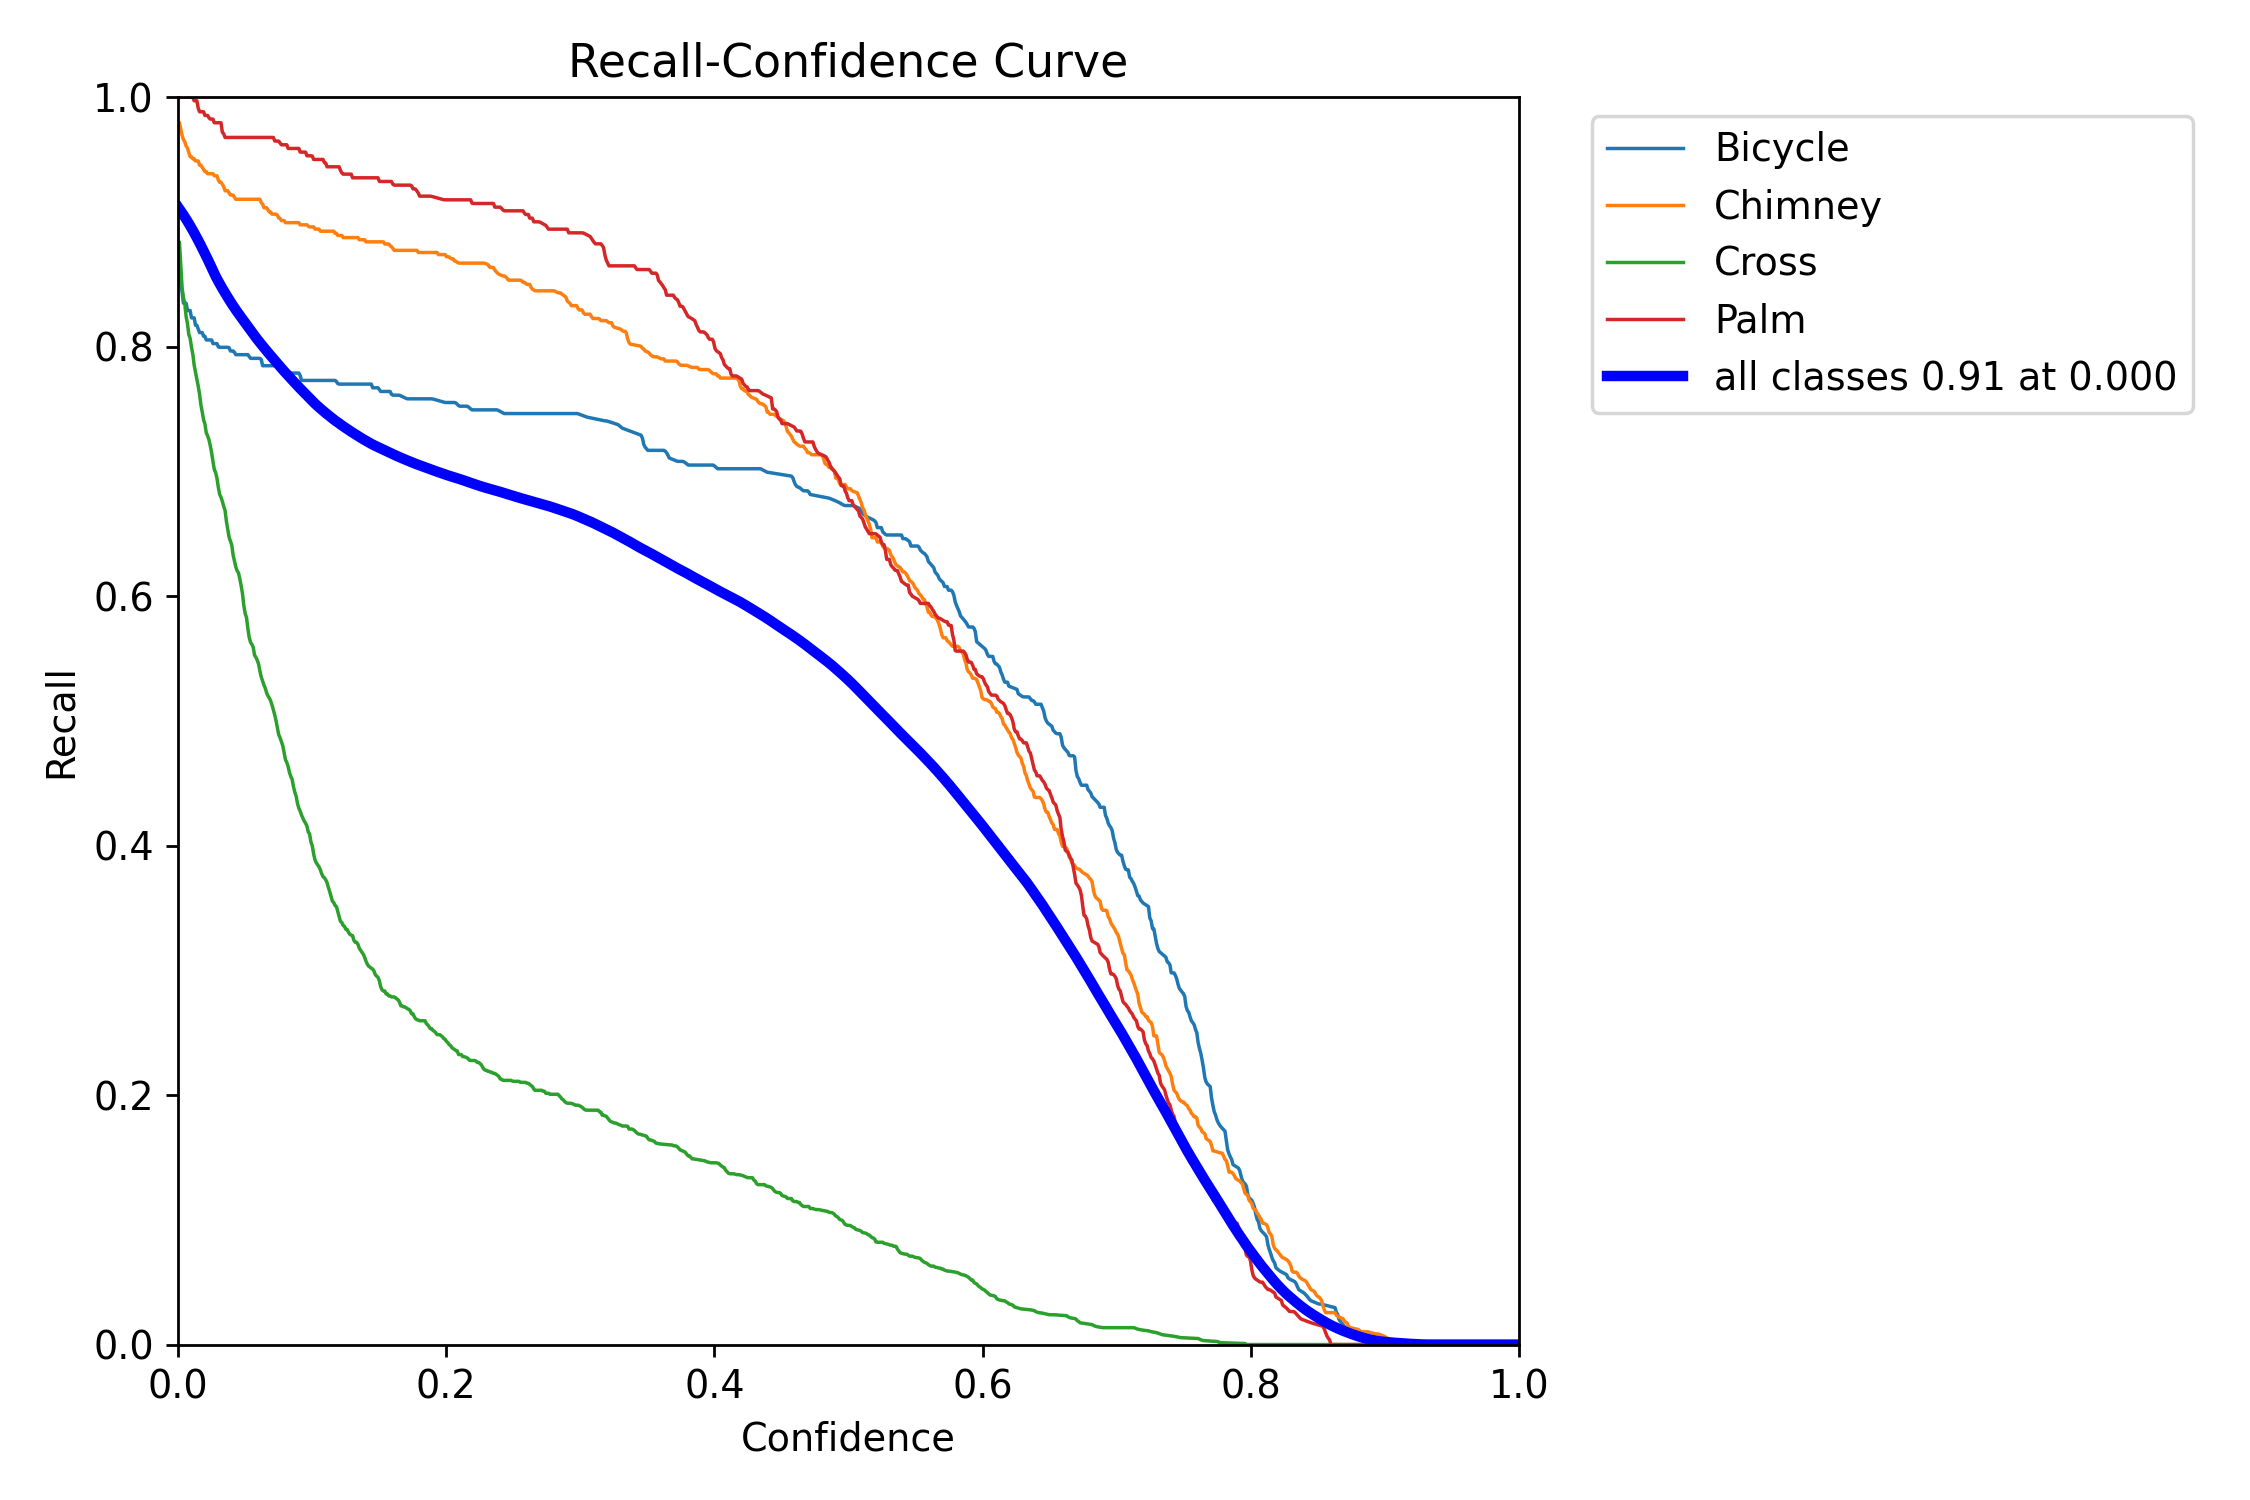 Recall-Confidence Curve
1.0
0.8
0.6
0.4
0.2
0.0
Recall
0.0 0.2 0.4 0.6 0.8 1.0
Confidence
Bicycle
Chimney
Cross
Palm
all classes 0.91 at 0.000